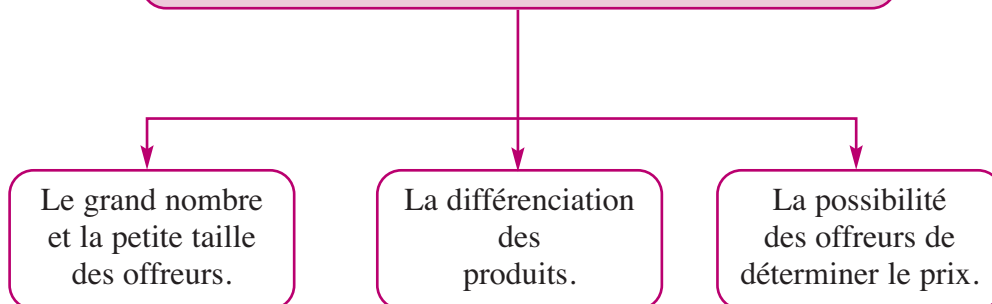 Le grand nombre
et la petite taille
des offreurs.
La différenciation
des
produits.
La possibilité
des offreurs de
déterminer le prix.